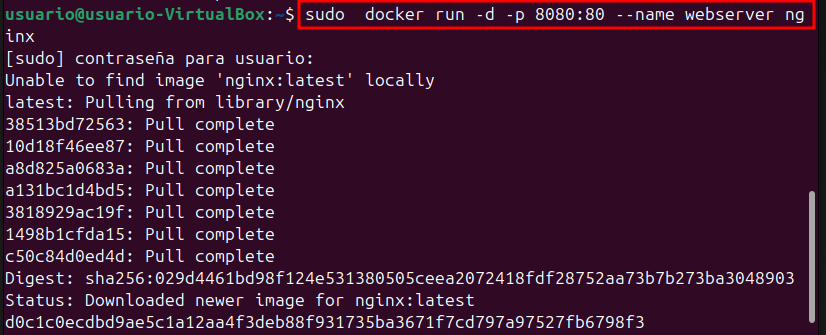 usuario@usuario-VirtualBox:~$ sudo  docker run -d -p 8080:80 --name webserver ng
inx
[sudo] contraseña para usuario:
Unable to find image 'nginx:latest' locally
latest: Pulling from library/nginx
38513bd72563: Pull complete
10d18f46ee87: Pull complete
a8d825a0683a: Pull complete
a131bc1d4bd5: Pull complete
3818929ac19f: Pull complete
1498b1cfda15: Pull complete
c50c84d0ed4d: Pull complete
Digest: sha256:029d4461bd98f124e531380505ceea2072418fdf28752aa73b7b273ba3048903
Status: Downloaded newer image for nginx:latest
d0c1c0ecdbd9ae5c1a12aa4f3deb88f931735ba3671f7cd797a97527fb6798f3